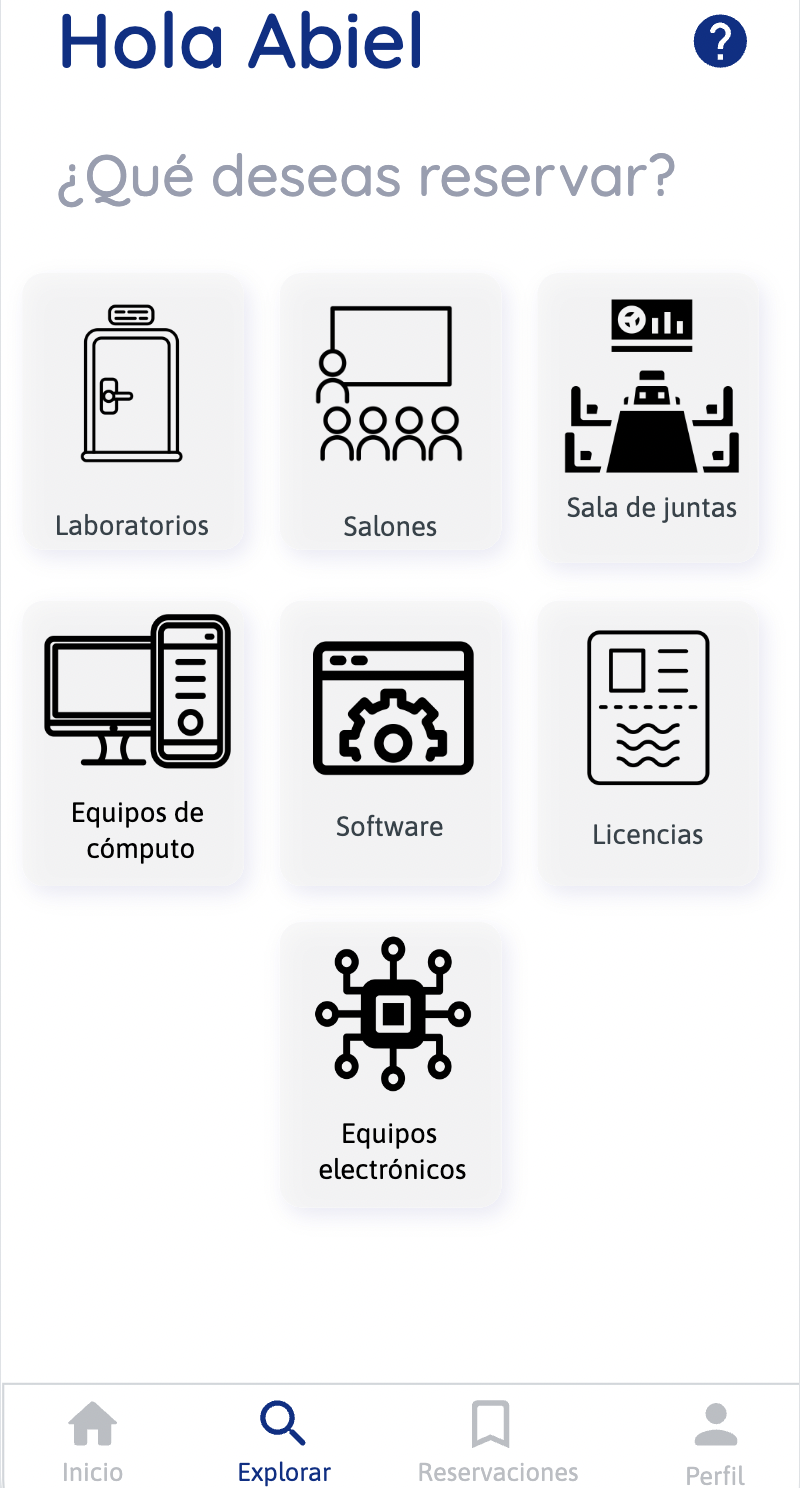 Hola Abiel
?
¿Qué deseas reservar?
Laboratorios
Salones
Sala de juntas
Equipos de
cómputo
Software
Licencias
Equipos
electrónicos
Inicio
Explorar
Reservaciones
Perfil